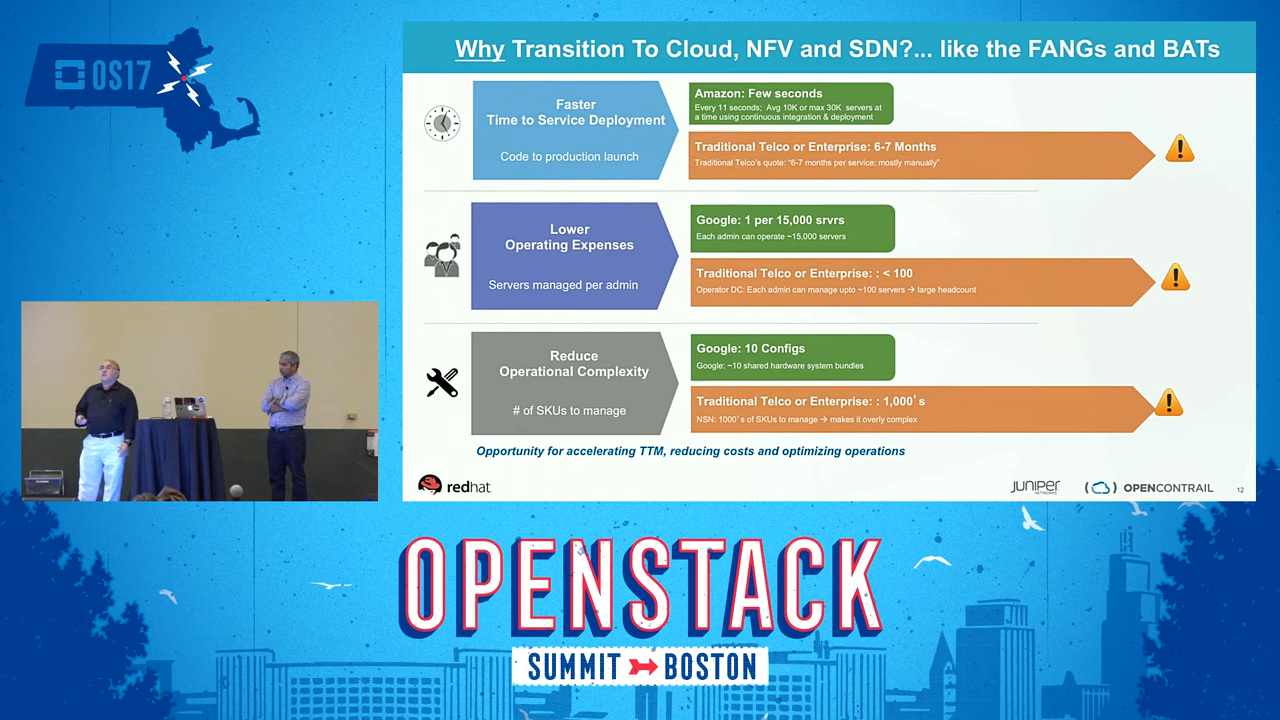 OS17
Why Transition To Cloud, NFV and SDN?... like the FANGs and BATs
Faster
Time to Service Deployment
Code to production launch
Amazon: Few seconds
Every 11 seconds; Avg 10K or max 30K servers at
a time using continuous integration & deployment
Traditional Telco or Enterprise: 6-7 Months
Traditional Telco's quote: "6-7 months per service; mostly manually"
Lower
Operating Expenses
Servers managed per admin
Google: 1 per 15,000 srvrs
Each admin can operate ~15,000 servers
Traditional Telco or Enterprise: : < 100
Operator DC: Each admin can manage upto ~100 servers → large headcount
Reduce
Operational Complexity
# of SKUs to manage
Google: 10 Configs
Google: ~10 shared hardware system bundles
Traditional Telco or Enterprise: : 1,000's
NSN: 1000's of SKUs to manage → makes it overly complex
Opportunity for accelerating TTM, reducing costs and optimizing operations
redhat.
JUNIPER
NETWORKS
OPENCONTRAIL
12
OPENSTACK
SUMMIT BOSTON